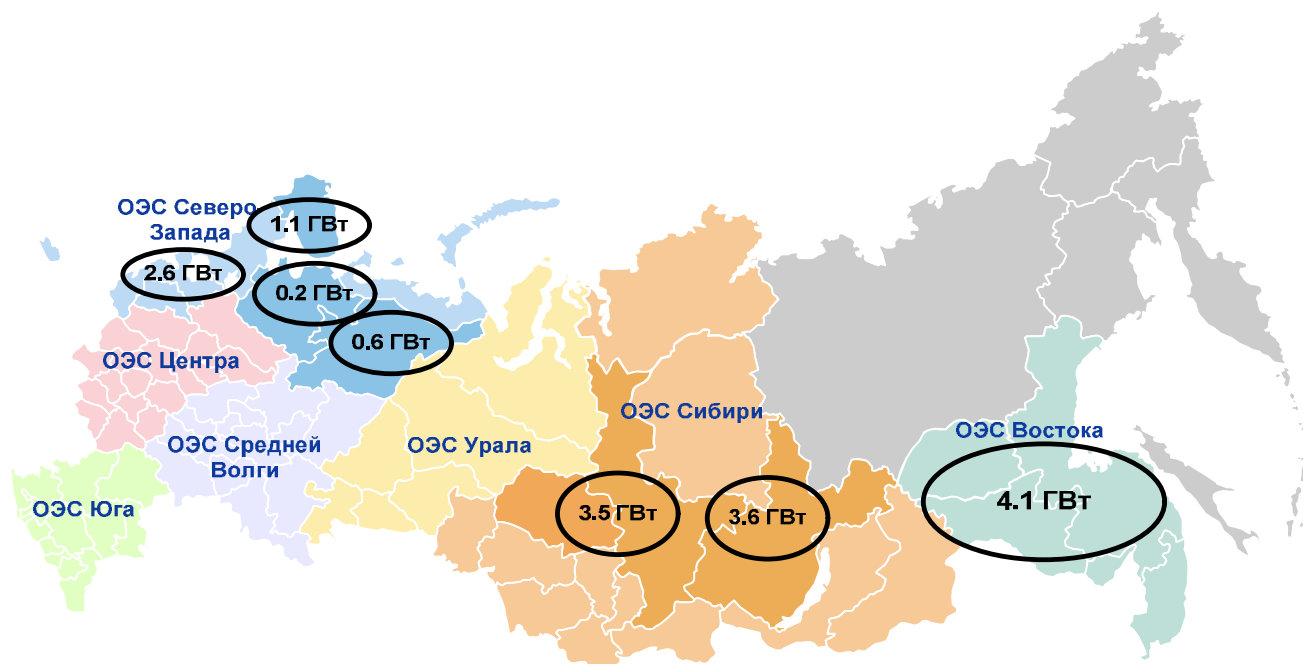 ОЭС Северо-
Запада
1.1 ГВт
2.6 ГВт
0.2 ГВт
0.6 ГВт
ОЭС Центра
ОЭС Сибири
ОЭС Средней
Волги
ОЭС Урала
ОЭС Востока
ОЭС Юга
3.5 ГВт
3.6 ГВт
4.1 ГВт